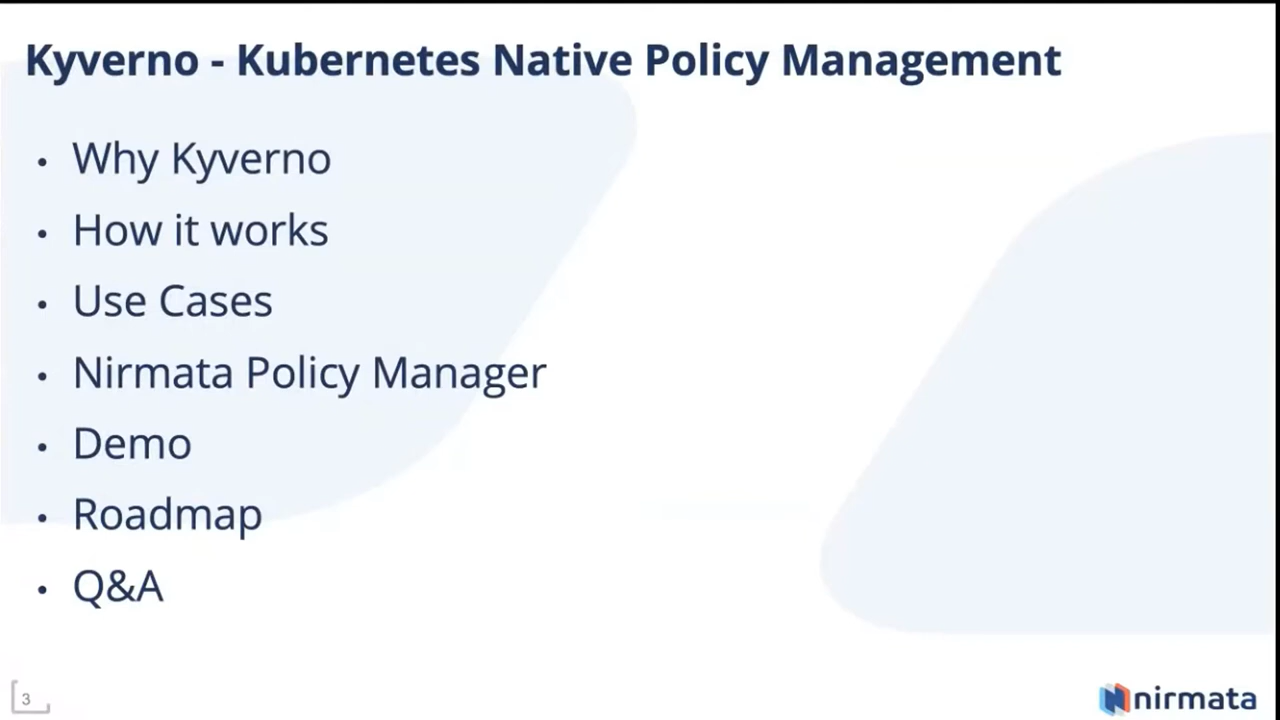 Kyverno - Kubernetes Native Policy Management
• Why Kyverno
• How it works
• Use Cases
• Nirmata Policy Manager
• Demo
• Roadmap
• Q&A
3
nirmata